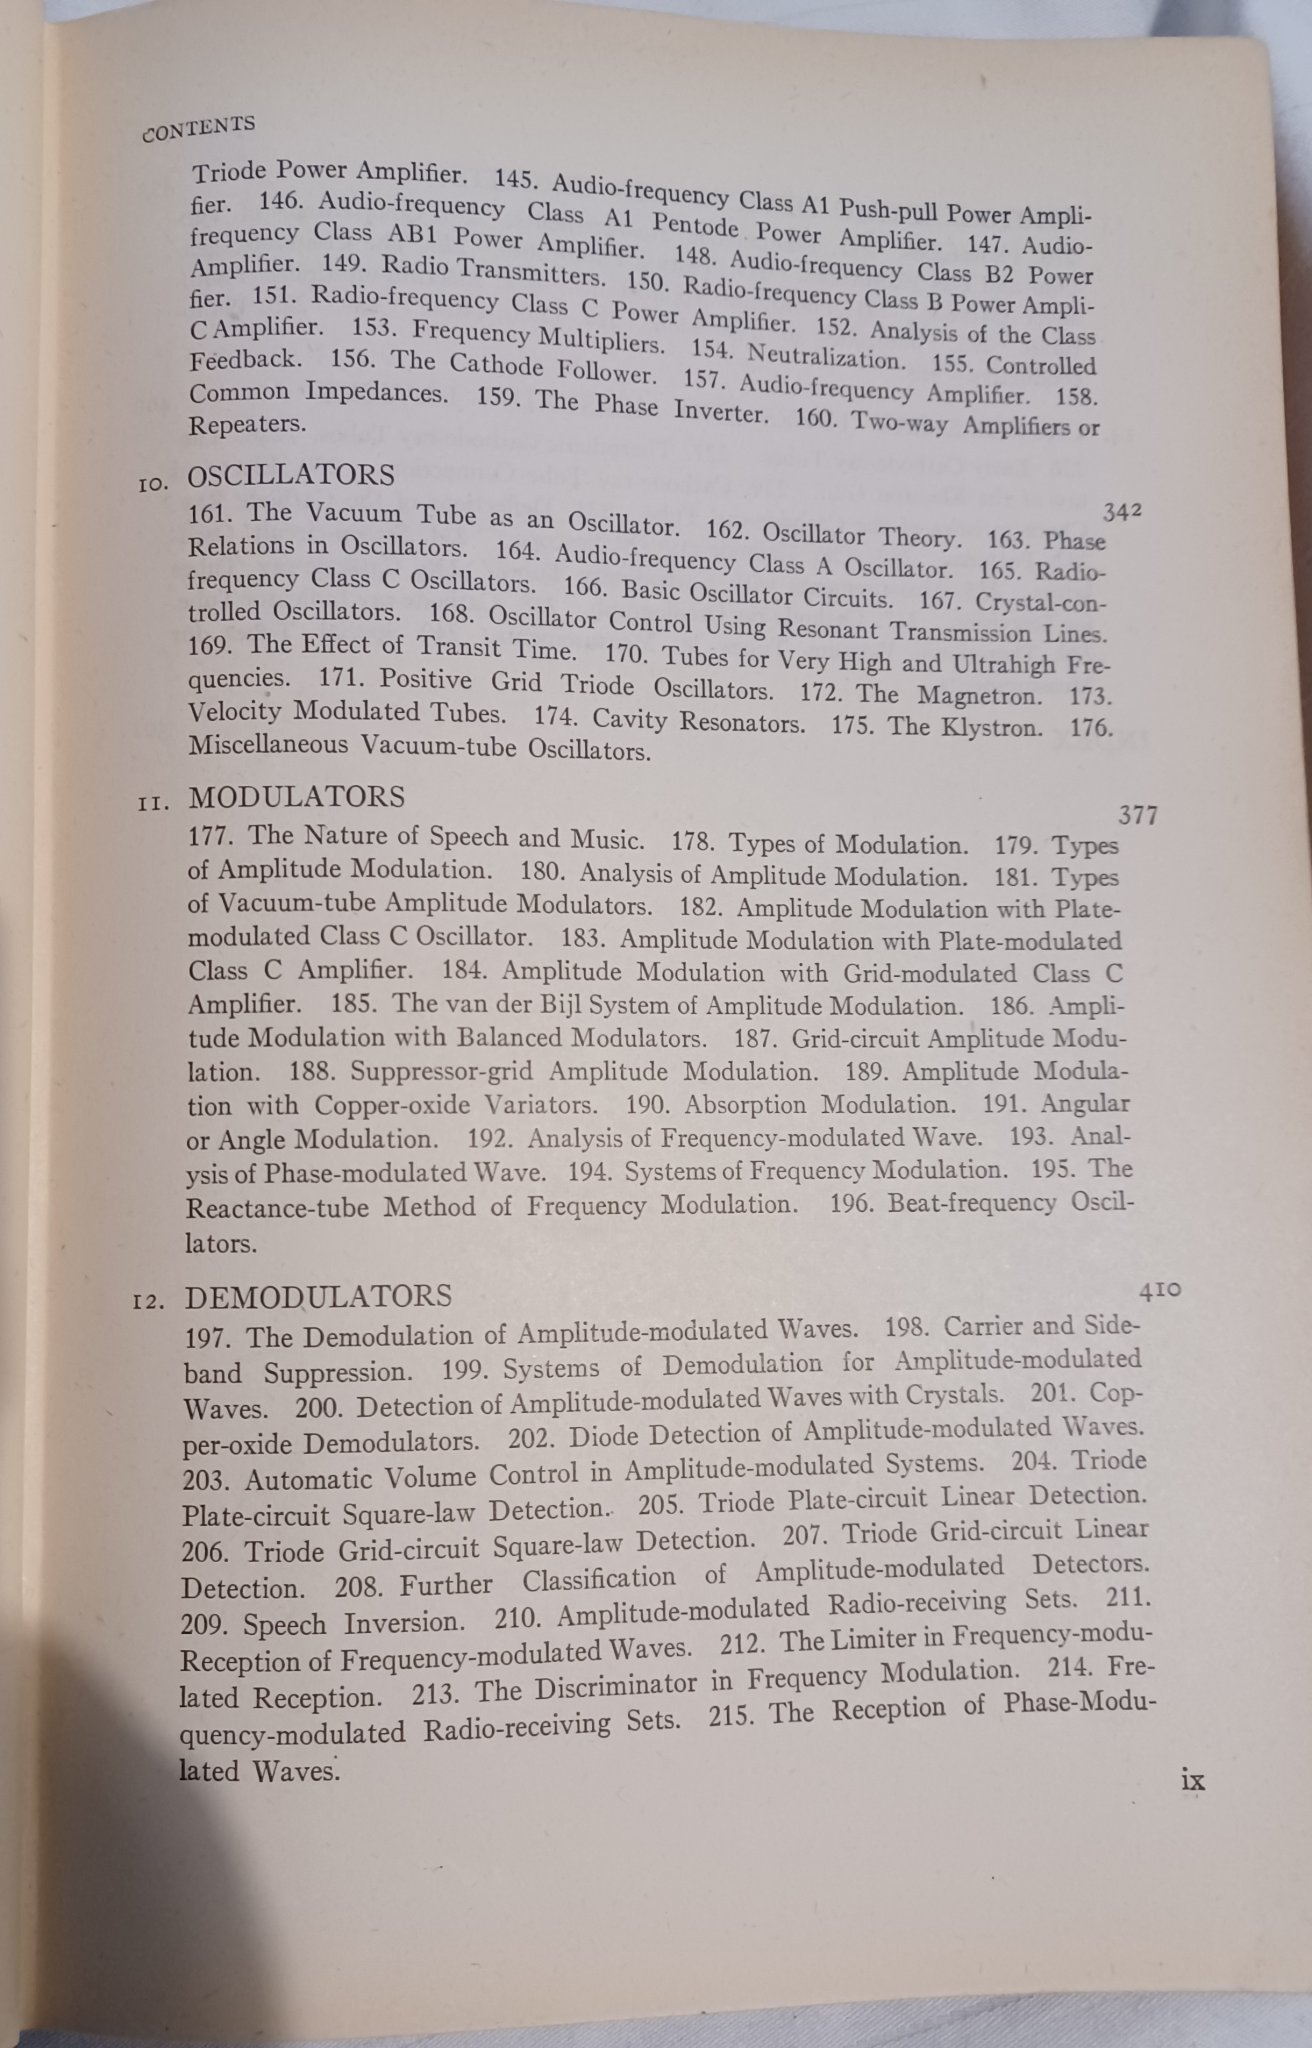 CONTENTS
Triode Power Amplifier. 145. Audio-frequency Class A1 Push-pull Power Ampli-
fier. 146. Audio-frequency Class A1 Pentode Power Amplifier. 147. Audio-
frequency Class AB1 Power Amplifier. 148. Audio-frequency Class B2 Power
Amplifier. 149. Radio Transmitters. 150. Radio-frequency Class B Power Ampli-
fier. 151. Radio-frequency Class C Power Amplifier. 152. Analysis of the Class
C Amplifier. 153. Frequency Multipliers. 154. Neutralization. 155. Controlled
Feedback. 156. The Cathode Follower. 157. Audio-frequency Amplifier. 158.
Common Impedances. 159. The Phase Inverter. 160. Two-way Amplifiers or
Repeaters.
10. OSCILLATORS 342
161. The Vacuum Tube as an Oscillator. 162. Oscillator Theory. 163. Phase
Relations in Oscillators. 164. Audio-frequency Class A Oscillator. 165. Radio-
frequency Class C Oscillators. 166. Basic Oscillator Circuits. 167. Crystal-con-
trolled Oscillators. 168. Oscillator Control Using Resonant Transmission Lines.
169. The Effect of Transit Time. 170. Tubes for Very High and Ultrahigh Fre-
quencies. 171. Positive Grid Triode Oscillators. 172. The Magnetron. 173.
Velocity Modulated Tubes. 174. Cavity Resonators. 175. The Klystron. 176.
Miscellaneous Vacuum-tube Oscillators.
11. MODULATORS 377
177. The Nature of Speech and Music. 178. Types of Modulation. 179. Types
of Amplitude Modulation. 180. Analysis of Amplitude Modulation. 181. Types
of Vacuum-tube Amplitude Modulators. 182. Amplitude Modulation with Plate-
modulated Class C Oscillator. 183. Amplitude Modulation with Plate-modulated
Class C Amplifier. 184. Amplitude Modulation with Grid-modulated Class C
Amplifier. 185. The van der Bijl System of Amplitude Modulation. 186. Ampli-
tude Modulation with Balanced Modulators. 187. Grid-circuit Amplitude Modu-
lation. 188. Suppressor-grid Amplitude Modulation. 189. Amplitude Modula-
tion with Copper-oxide Variators. 190. Absorption Modulation. 191. Angular
or Angle Modulation. 192. Analysis of Frequency-modulated Wave. 193. Anal-
ysis of Phase-modulated Wave. 194. Systems of Frequency Modulation. 195. The
Reactance-tube Method of Frequency Modulation. 196. Beat-frequency Oscil-
lators.
12. DEMODULATORS 410
197. The Demodulation of Amplitude-modulated Waves. 198. Carrier and Side-
band Suppression. 199. Systems of Demodulation for Amplitude-modulated
Waves. 200. Detection of Amplitude-modulated Waves with Crystals. 201. Cop-
per-oxide Demodulators. 202. Diode Detection of Amplitude-modulated Waves.
203. Automatic Volume Control in Amplitude-modulated Systems. 204. Triode
Plate-circuit Square-law Detection. 205. Triode Plate-circuit Linear Detection.
206. Triode Grid-circuit Square-law Detection. 207. Triode Grid-circuit Linear
Detection. 208. Further Classification of Amplitude-modulated Detectors.
209. Speech Inversion. 210. Amplitude-modulated Radio-receiving Sets. 211.
Reception of Frequency-modulated Waves. 212. The Limiter in Frequency-modu-
lated Reception. 213. The Discriminator in Frequency Modulation. 214. Fre-
quency-modulated Radio-receiving Sets. 215. The Reception of Phase-Modu-
lated Waves.
ix